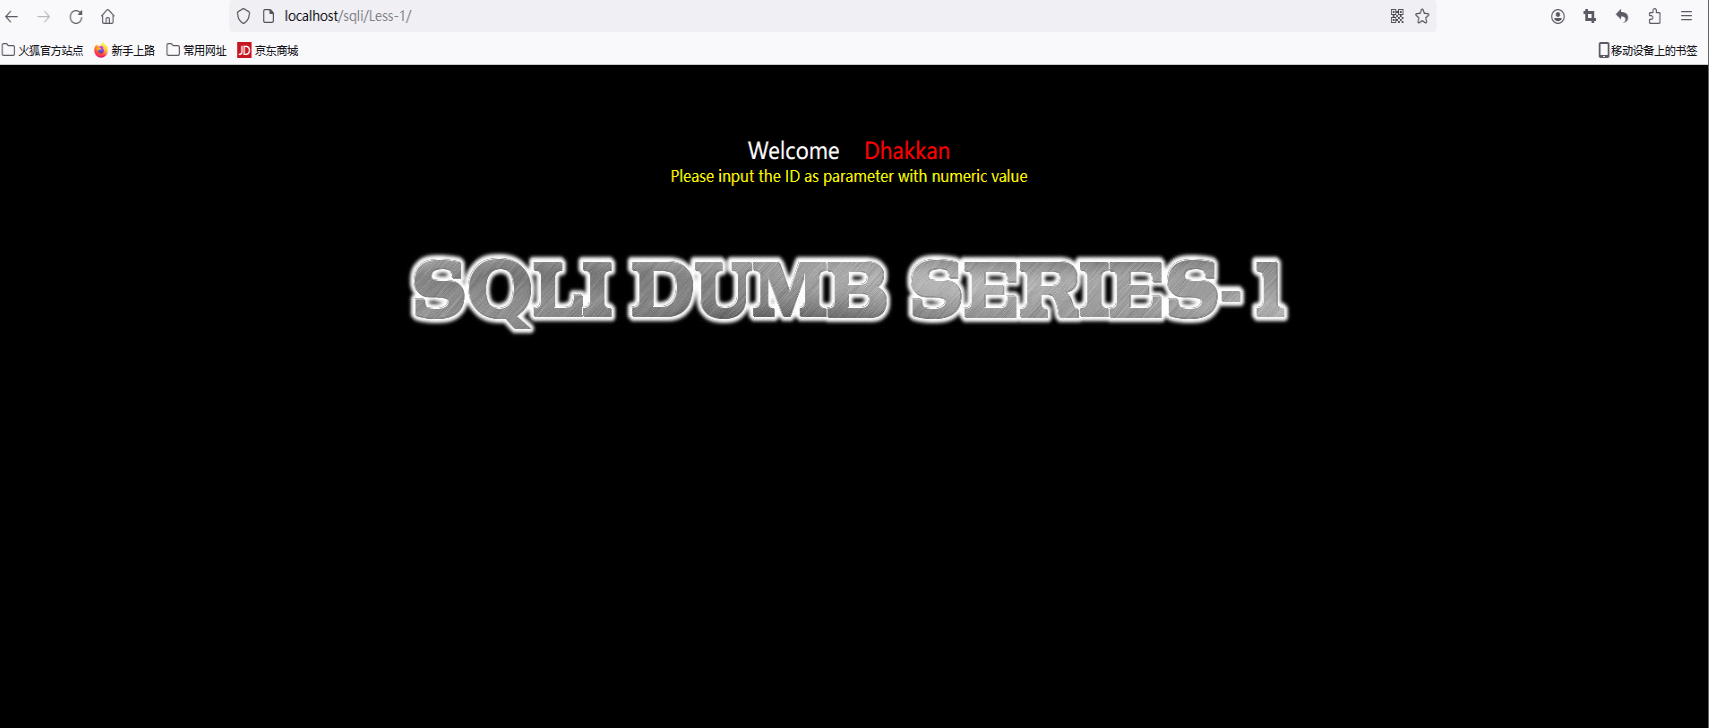 localhost/sqli/Less-1/
火狐官方站点 新手上路 常用网址 JD 京东商城 移动设备上的书签
Welcome Dhakkan
Please input the ID as parameter with numeric value
SQLI DUMB SERIES-1